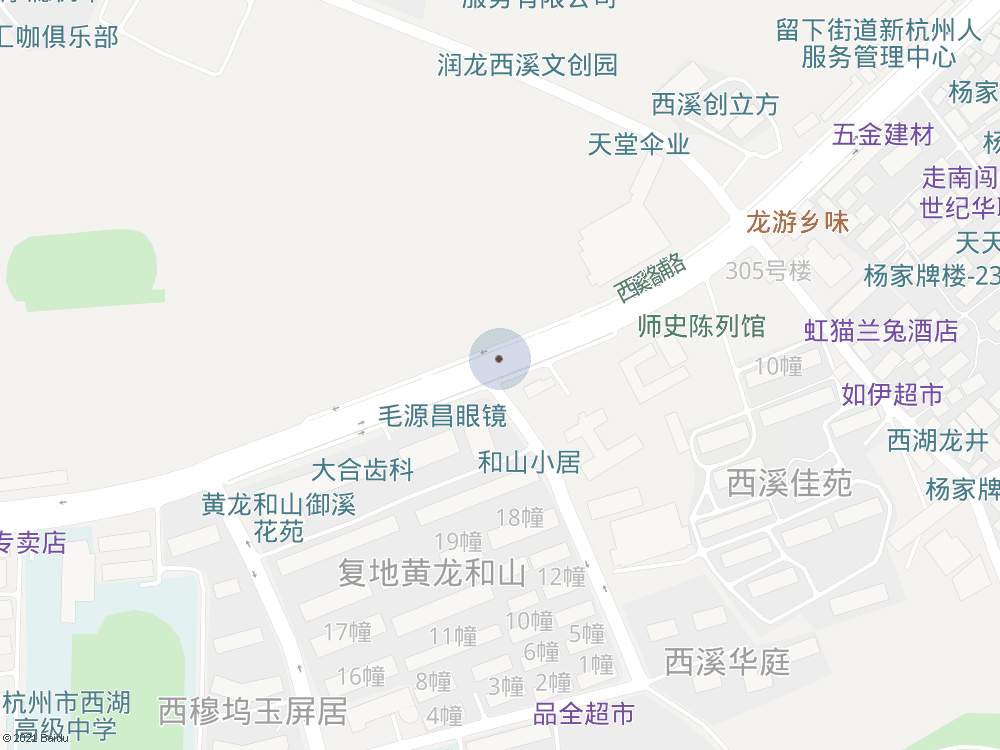 服务有限公司
汇咖俱乐部
留下街道新杭州人
服务管理中心
润龙西溪文创园
杨家
西溪创立方
五金建材
天堂伞业
走南闯
世纪华联
龙游乡味
天天
305号楼
杨家牌楼-23
西溪路辅路
师史陈列馆
虹猫兰兔酒店
10幢
如伊超市
毛源昌眼镜
西湖龙井
大合齿科
和山小居
西溪佳苑
杨家牌
黄龙和山御溪
花苑
18幢
专卖店
19幢
复地黄龙和山
12幢
10幢
17幢
11幢
5幢
6幢
西溪华庭
1幢
16幢
8幢
3幢
2幢
杭州市西湖
高级中学
西穆坞玉屏居
4幢
品全超市
© 2021 Baidu